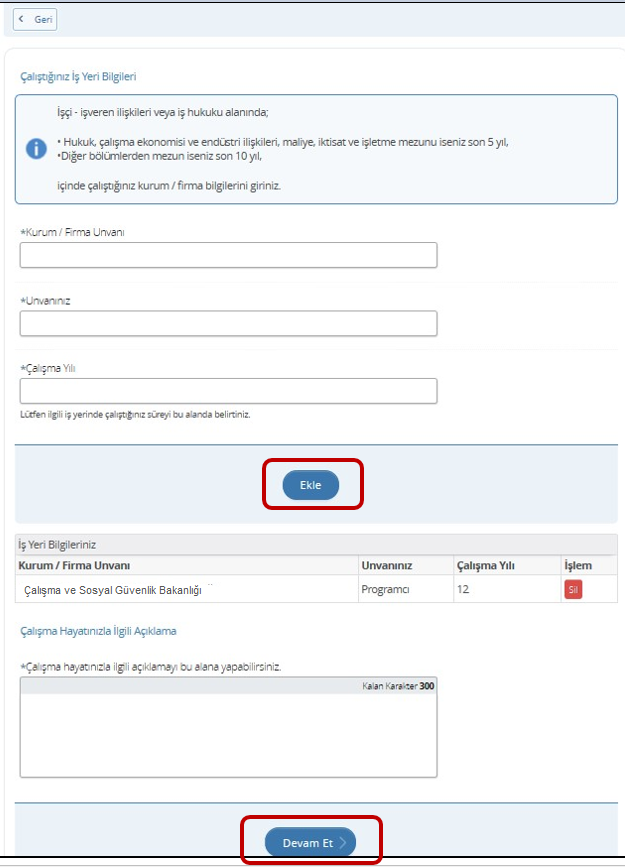 Geri
Çalıştığınız İş Yeri Bilgileri
İşçi - işveren ilişkileri veya iş hukuku alanında;
• Hukuk, çalışma ekonomisi ve endüstri ilişkileri, maliye, iktisat ve işletme mezunu iseniz son 5 yıl,
•Diğer bölümlerden mezun iseniz son 10 yıl,
içinde çalıştığınız kurum / firma bilgilerini giriniz.
*Kurum / Firma Unvanı
*Unvanınız
*Çalışma Yılı
Lütfen ilgili iş yerinde çalıştığınız süreyi bu alanda belirtiniz.
Ekle
İş Yeri Bilgileriniz
Kurum / Firma Unvanı Unvanınız Çalışma Yılı İşlem
Çalışma ve Sosyal Güvenlik Bakanlığı Programcı 12 Sil
Çalışma Hayatınızla İlgili Açıklama
*Çalışma hayatınızla ilgili açıklamayı bu alana yapabilirsiniz.
Kalan Karakter 300
Devam Et